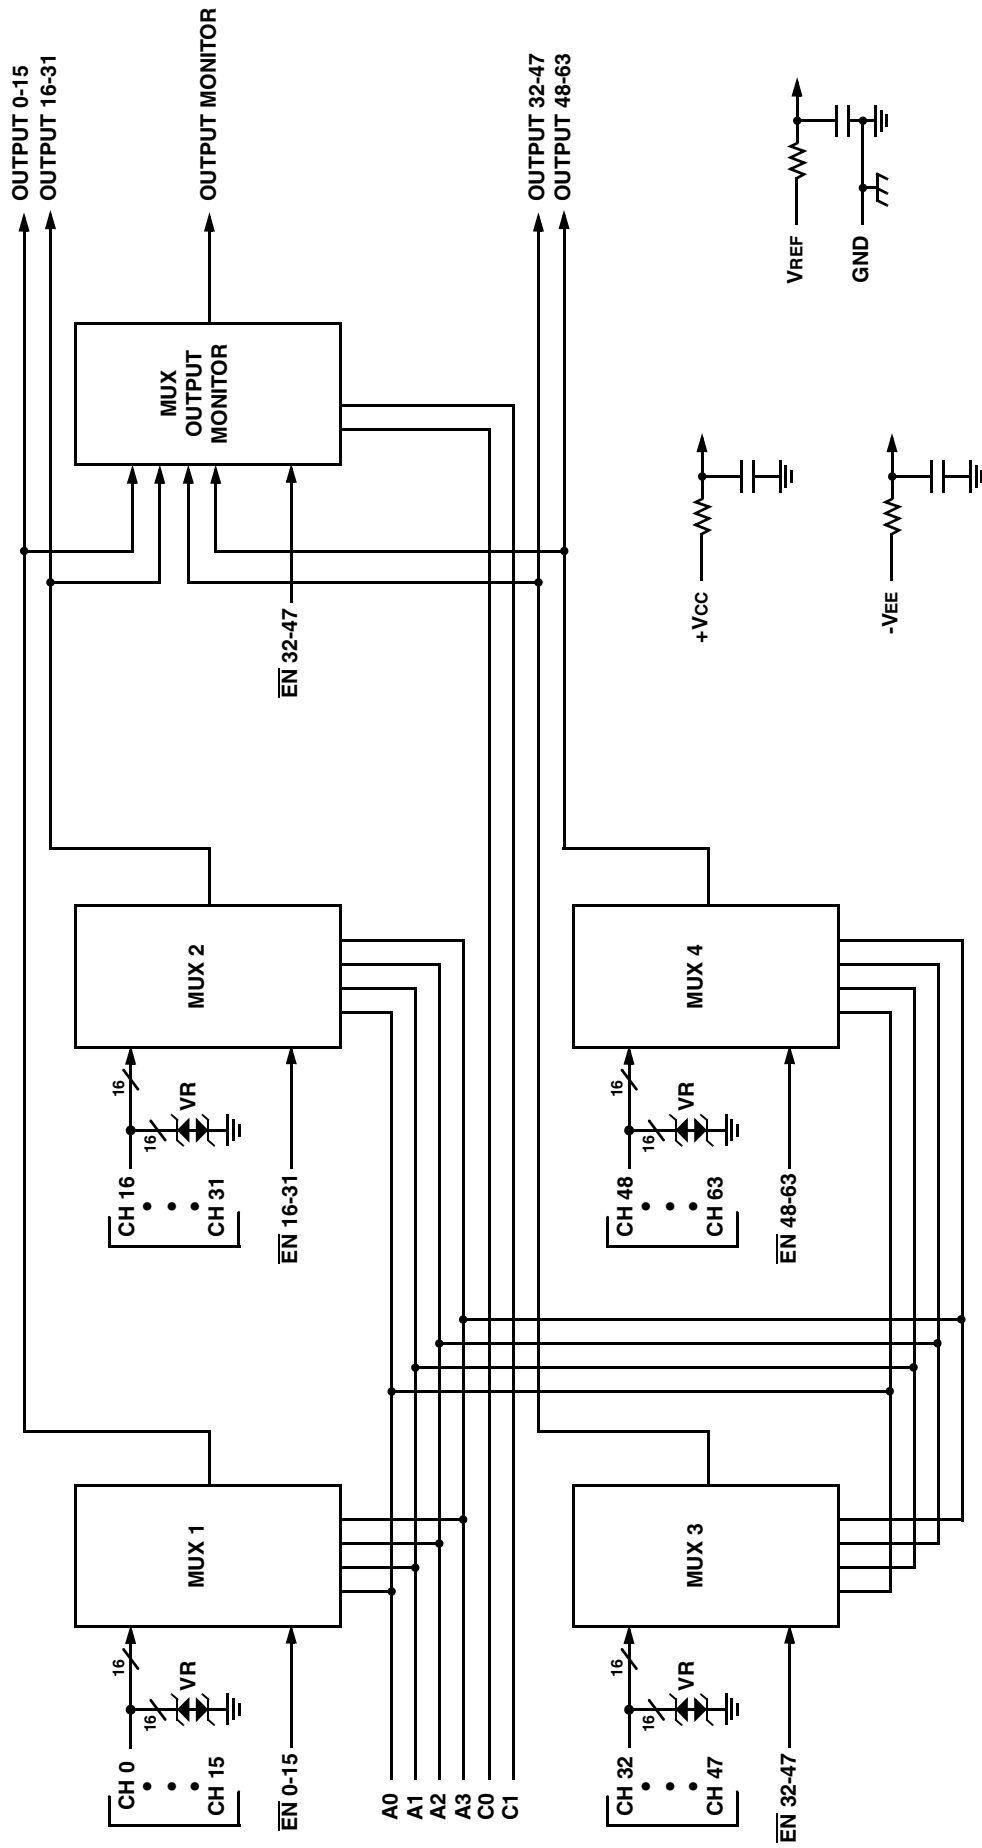 OUTPUT 0-15
OUTPUT 16-31
OUTPUT MONITOR
MUX
OUTPUT
MONITOR
EN 32-47
OUTPUT 32-47
OUTPUT 48-63
MUX 1
CH 0
CH 15
16
16
VR
EN 0-15
MUX 2
CH 16
CH 31
16
16
VR
EN 16-31
A0
A1
A2
A3
C0
C1
MUX 3
CH 32
CH 47
16
16
VR
EN 32-47
MUX 4
CH 48
CH 63
16
16
VR
EN 48-63
+VCC
-VEE
VREF
GND